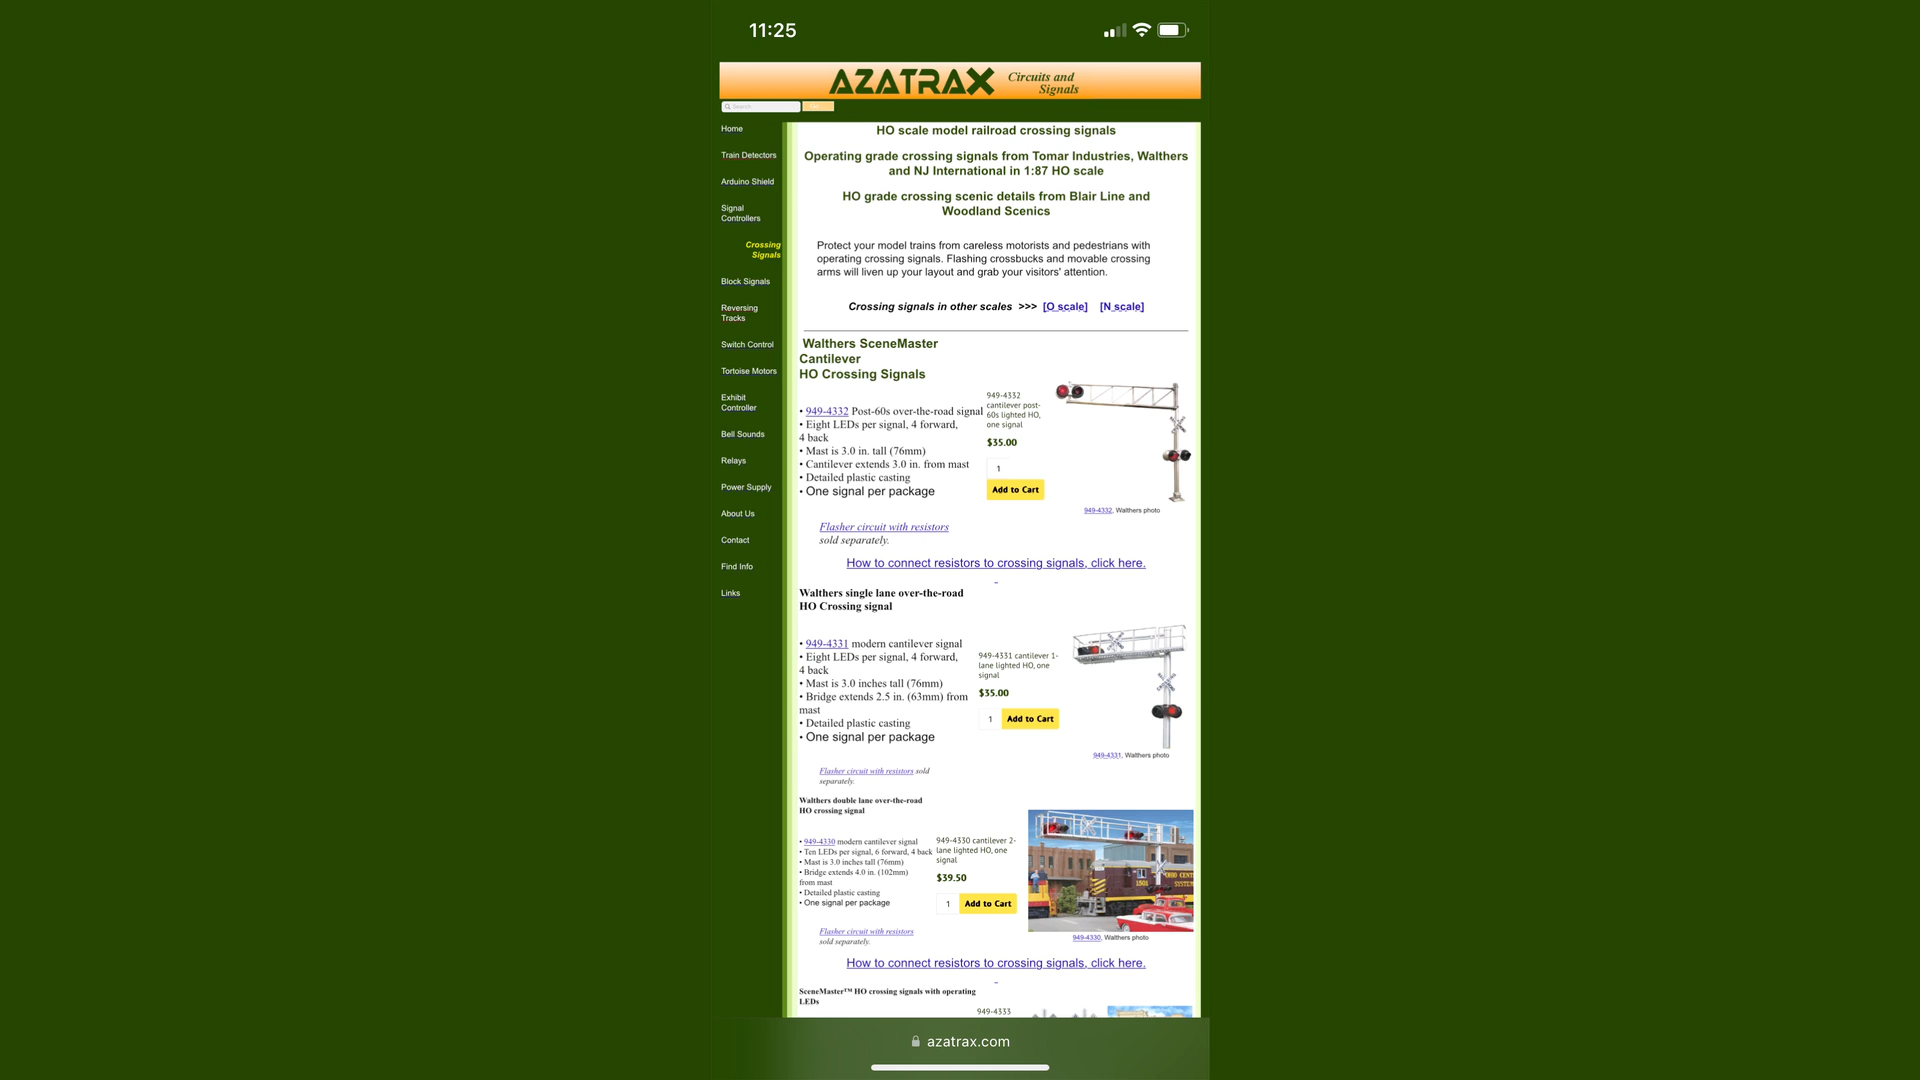 11:25
AZATRAX Circuits and
Signals
Search
Home
Train Detectors
Arduino Shield
Signal
Controllers
Crossing
Signals
Block Signals
Reversing
Tracks
Switch Control
Tortoise Motors
Exhibit
Controller
Bell Sounds
Relays
Power Supply
About Us
Contact
Find Info
Links
HO scale model railroad crossing signals
Operating grade crossing signals from Tomar Industries, Walthers
and NJ International in 1:87 HO scale
HO grade crossing scenic details from Blair Line and
Woodland Scenics
Protect your model trains from careless motorists and pedestrians with
operating crossing signals. Flashing crossbucks and movable crossing
arms will liven up your layout and grab your visitors' attention.
Crossing signals in other scales >>> [O scale] [N scale]
Walthers SceneMaster
Cantilever
HO Crossing Signals
• 949-4332 Post-60s over-the-road signal
• Eight LEDs per signal, 4 forward,
4 back
• Mast is 3.0 in. tall (76mm)
• Cantilever extends 3.0 in. from mast
• Detailed plastic casting
• One signal per package
949-4332
cantilever post-
60s lighted HO,
one signal
$35.00
1
Add to Cart
949-4332, Walthers photo
Flasher circuit with resistors
sold separately.
How to connect resistors to crossing signals, click here.
Walthers single lane over-the-road
HO Crossing signal
• 949-4331 modern cantilever signal
• Eight LEDs per signal, 4 forward,
4 back
• Mast is 3.0 inches tall (76mm)
• Bridge extends 2.5 in. (63mm) from
mast
• Detailed plastic casting
• One signal per package
949-4331 cantilever 1-
lane lighted HO, one
signal
$35.00
1 Add to Cart
949-4331, Walthers photo
Flasher circuit with resistors sold
separately.
Walthers double lane over-the-road
HO crossing signal
• 949-4330 modern cantilever signal
• Ten LEDs per signal, 6 forward, 4 back
• Mast is 3.0 inches tall (76mm)
• Bridge extends 4.0 in. (102mm)
from mast
• Detailed plastic casting
• One signal per package
949-4330 cantilever 2-
lane lighted HO, one
signal
$39.50
1 Add to Cart
1501
SYSTEM
949-4330, Walthers photo
Flasher circuit with resistors
sold separately.
How to connect resistors to crossing signals, click here.
SceneMaster™ HO crossing signals with operating
LEDs
949-4333
azatrax.com